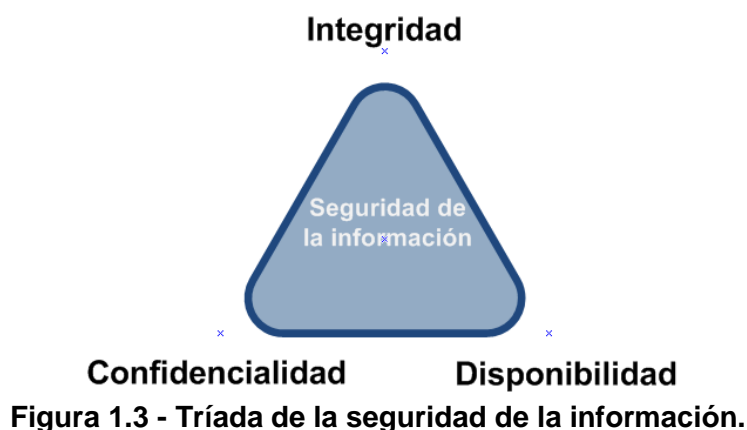 Integridad
Seguridad de
la información
Confidencialidad
Disponibilidad
Figura 1.3 - Tríada de la seguridad de la información.